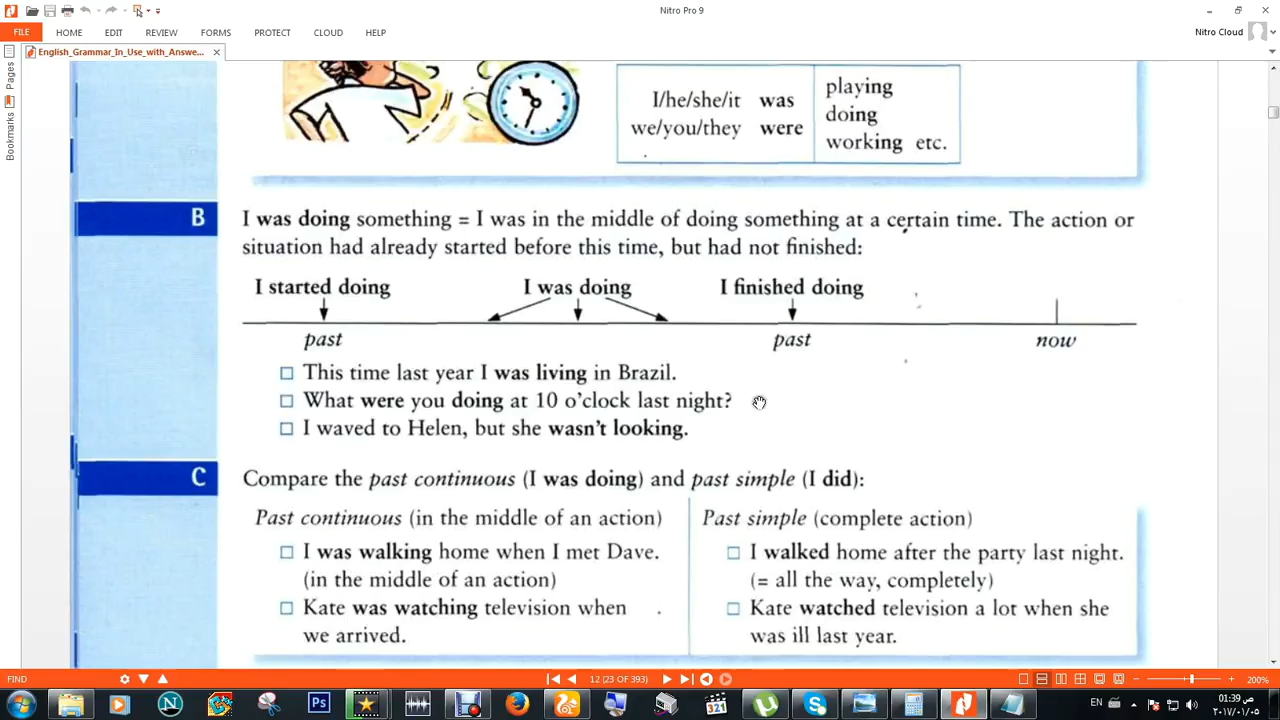 Nitro Pro 9
FILE HOME EDIT REVIEW FORMS PROTECT CLOUD HELP
Nitro Cloud
English_Grammar_In_Use_with_Answe...
Pages
Bookmarks
I/he/she/it was
we/you/they were
playing
doing
working etc.
B
I was doing something = I was in the middle of doing something at a certain time. The action or
situation had already started before this time, but had not finished:
I started doing I was doing I finished doing
past past now
This time last year I was living in Brazil.
What were you doing at 10 o'clock last night?
I waved to Helen, but she wasn't looking.
C
Compare the past continuous (I was doing) and past simple (I did):
Past continuous (in the middle of an action)
I was walking home when I met Dave.
(in the middle of an action)
Kate was watching television when
we arrived.
Past simple (complete action)
I walked home after the party last night.
(= all the way, completely)
Kate watched television a lot when she
was ill last year.
FIND
12 (23 of 393)
200%
Ps
321
EN
01:39 ص
٢٠١٧/٠١/٠٥